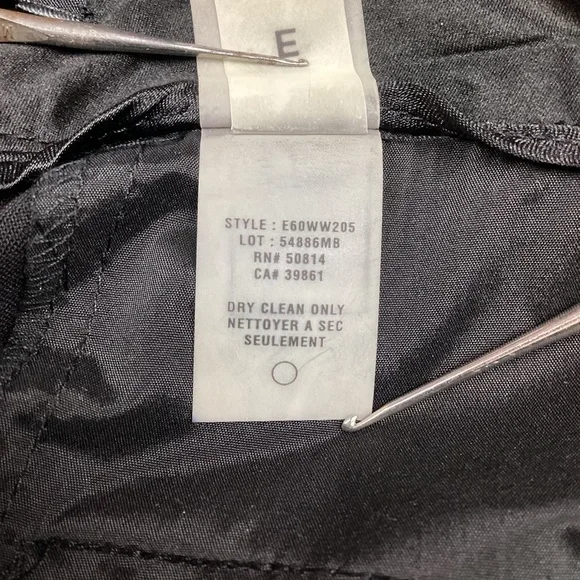 E
STYLE : E60WW205
LOT : 54886MB
RN# 50814
CA# 39861
DRY CLEAN ONLY
NETTOYER A SEC
SEULEMENT